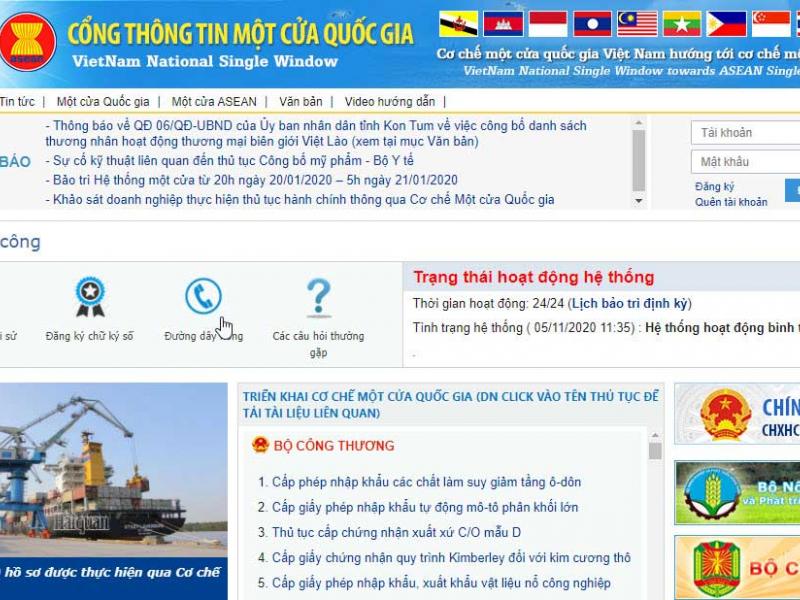 asean
CỔNG THÔNG TIN MỘT CỬA QUỐC GIA
VietNam National Single Window
Cơ chế một cửa quốc gia Việt Nam hướng tới cơ chế mộ
VietNam National Single Window towards ASEAN Single
Tin tức | Một cửa Quốc gia | Một cửa ASEAN | Văn bản | Video hướng dẫn |
BÁO
- Thông báo về QĐ 06/QĐ-UBND của Ủy ban nhân dân tỉnh Kon Tum về việc công bố danh sách
thương nhân hoạt động thương mại biên giới Việt Lào (xem tại mục Văn bản)
- Sự cố kỹ thuật liên quan đến thủ tục Công bố mỹ phẩm - Bộ Y tế
- Bảo trì Hệ thống một cửa từ 20h ngày 20/01/2020 – 5h ngày 21/01/2020
- Khảo sát doanh nghiệp thực hiện thủ tục hành chính thông qua Cơ chế Một cửa Quốc gia
Tài khoản
Mật khẩu
Đăng ký
Quên tài khoản
công
i sử
Đăng ký chữ ký số
Đường dây
Các câu hỏi thường
gặp
Trạng thái hoạt động hệ thống
Thời gian hoạt động: 24/24 (Lịch bảo trì định kỳ)
Tình trạng hệ thống ( 05/11/2020 11:35) : Hệ thống hoạt động bình t
.
TRIỂN KHAI CƠ CHẾ MỘT CỬA QUỐC GIA (DN CLICK VÀO TÊN THỦ TỤC ĐỂ
TẢI TÀI LIỆU LIÊN QUAN)
BỘ CÔNG THƯƠNG
1. Cấp phép nhập khẩu các chất làm suy giảm tầng ô-dôn
2. Cấp giấy phép nhập khẩu tự động mô-tô phân khối lớn
3. Thủ tục cấp chứng nhận xuất xứ C/O mẫu D
4. Cấp giấy chứng nhận quy trình Kimberley đối với kim cương thô
5. Cấp giấy phép nhập khẩu, xuất khẩu vật liệu nổ công nghiệp
Haiquan
hồ sơ được thực hiện qua Cơ chế
CHÍN
CHXHC
Bộ Nô
và Phát tr
BỘ C